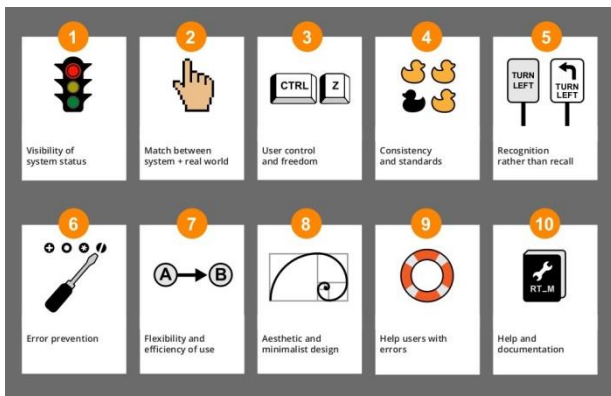 1
2
3
4
5
CTRL Z
TURN
LEFT
TURN
LEFT
Visibility of
system status
Match between
system + real world
User control
and freedom
Consistency
and standards
Recognition
rather than recall
6
7
8
9
10
A B
RT_M
Error prevention
Flexibility and
efficiency of use
Aesthetic and
minimalist design
Help users with
errors
Help and
documentation